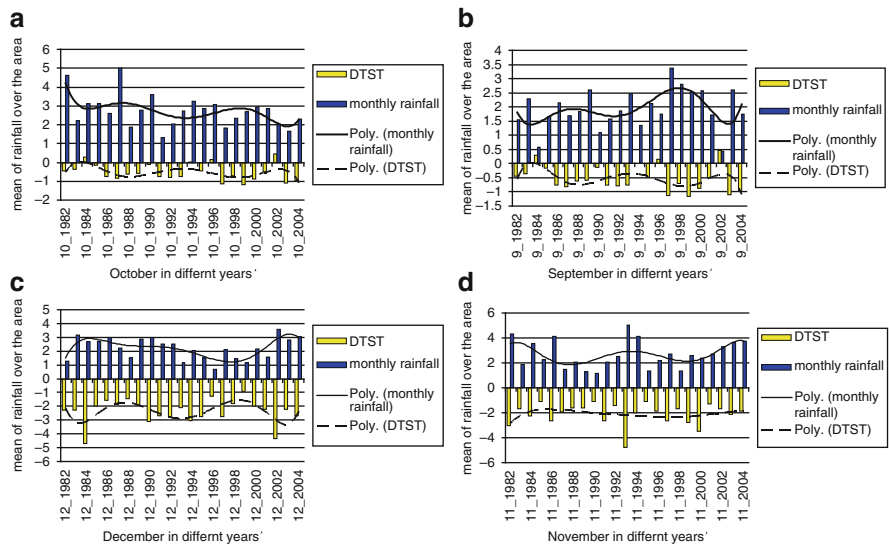 a
mean of rainfall over the area
6
5
4
3
2
1
0
−1
−2
10_1982
10_1984
10_1986
10_1988
10_1990
10_1992
10_1994
10_1996
10_1998
10_2000
10_2002
10_2004
October in differnt years′
DTST
monthly rainfall
Poly. (monthly
rainfall)
Poly. (DTST)
b
mean of rainfall over the area
4
3.5
3
2.5
2
1.5
1
0.5
0
−0.5
−1
−1.5
9_1982
9_1984
9_1986
9_1988
9_1990
9_1992
9_1994
9_1996
9_1998
9_2000
9_2002
9_2004
September in differnt years′
DTST
monthly rainfall
Poly. (monthly
rainfall)
Poly. (DTST)
c
mean of rainfall over the area
5
4
3
2
1
0
−1
−2
−3
−4
−5
−6
12_1982
12_1984
12_1986
12_1988
12_1990
12_1992
12_1994
12_1996
12_1998
12_2000
12_2002
12_2004
December in differnt years′
DTST
monthly rainfall
Poly. (monthly
rainfall)
Poly. (DTST)
d
mean of rainfall over the area
6
4
2
0
−2
−4
−6
11_1982
11_1984
11_1986
11_1988
11_1990
11_1992
11_1994
11_1996
11_1998
11_2000
11_2002
11_2004
November in differnt years′
DTST
monthly rainfall
Poly. (monthly
rainfall)
Poly. (DTST)